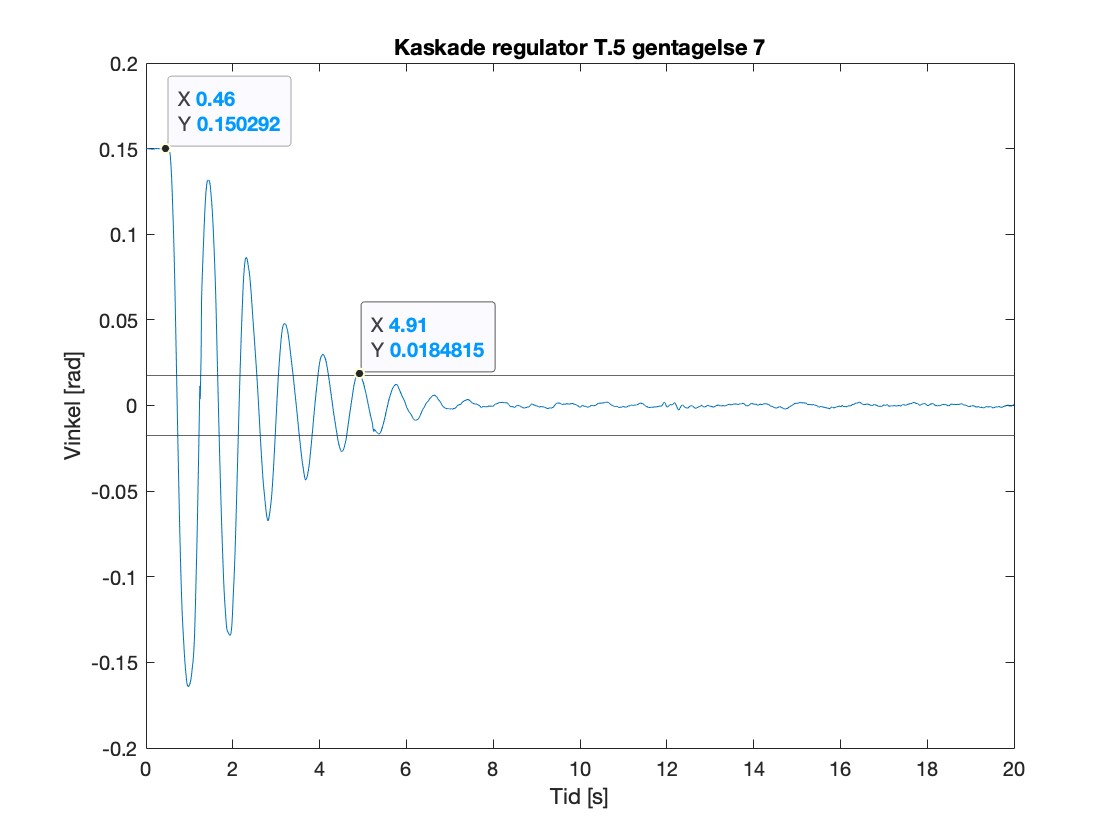 Kaskade regulator T.5 gentagelse 7
0.2
X 0.46
Y 0.150292
0.15
0.1
X 4.91
Y 0.0184815
0.05
0
-0.05
-0.1
-0.15
-0.2
Vinkel [rad]
0 2 4 6 8 10 12 14 16 18 20
Tid [s]